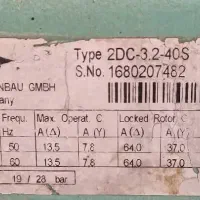 Type 2DC-3.2-40S
S.No. 1680207482
NBAU GMBH
any
Frequ. Max. Operat. C Locked Rotor. C
Hz A(Δ) A(Y) A(Δ) A(Y)
50 13.5 7.8 64.0 37.0
60 13.5 7.8 64.0 37.0
19 / 28 bar